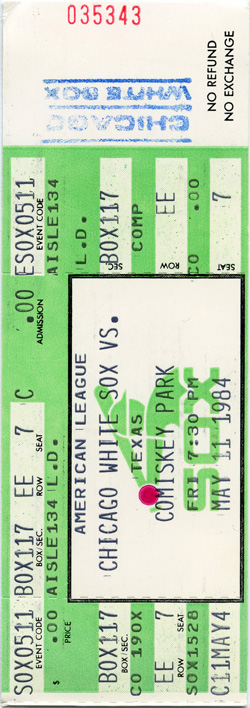 035343
NO REFUND
NO EXCHANGE
CHICAGO
WHITE SOX
ESOX0511
EVENT CODE
AISLE134
L.D.
BOX117
SEC.
COMP
EE
ROW
CO .00
7
SEAT
.00
ADMISSION
AMERICAN LEAGUE
CHICAGO WHITE SOX VS.
TEXAS
COMISKEY PARK
FRI 7:30 PM
MAY 11 1984
SOX
SOX0511
EVENT CODE
BOX117
BOX/SEC.
EE
ROW
7
SEAT
C
$ .00
PRICE
AISLE134 L.D.
BOX117
BOX/SEC.
CO 190X
EE
ROW
7
SEAT
SOX1528
C11MAY4